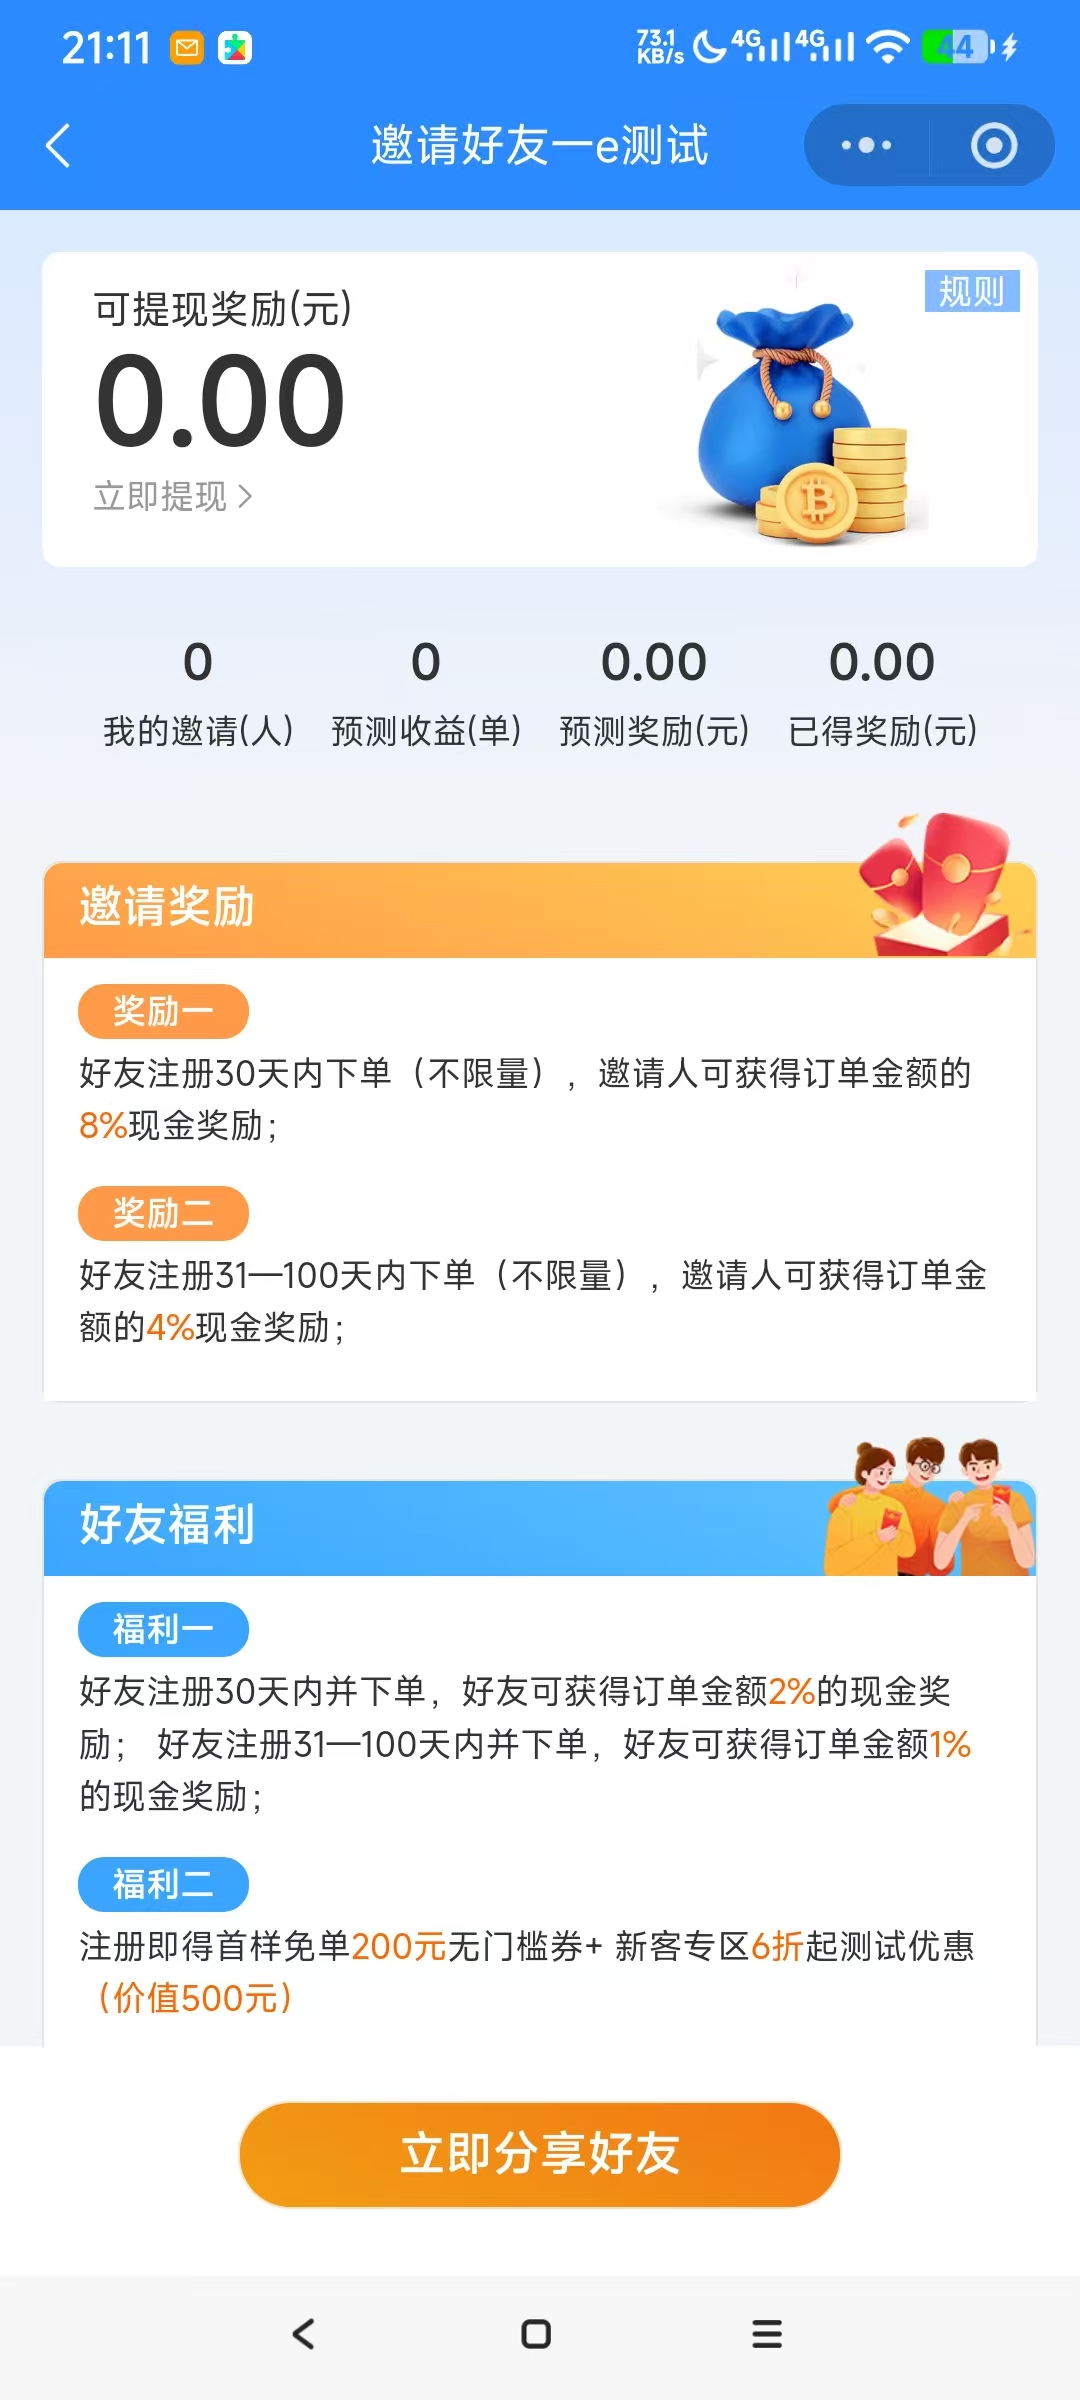 21:11
73.1
KB/s
4G
4G
44
邀请好友一e测试
规则
可提现奖励(元)
0.00
立即提现
0 0 0.00 0.00
我的邀请(人) 预测收益(单) 预测奖励(元) 已得奖励(元)
邀请奖励
奖励一
好友注册30天内下单（不限量），邀请人可获得订单金额的
8%现金奖励；
奖励二
好友注册31—100天内下单（不限量），邀请人可获得订单金
额的4%现金奖励；
好友福利
福利一
好友注册30天内并下单，好友可获得订单金额2%的现金奖
励； 好友注册31—100天内并下单，好友可获得订单金额1%
的现金奖励；
福利二
注册即得首样免单200元无门槛券+ 新客专区6折起测试优惠
（价值500元）
立即分享好友